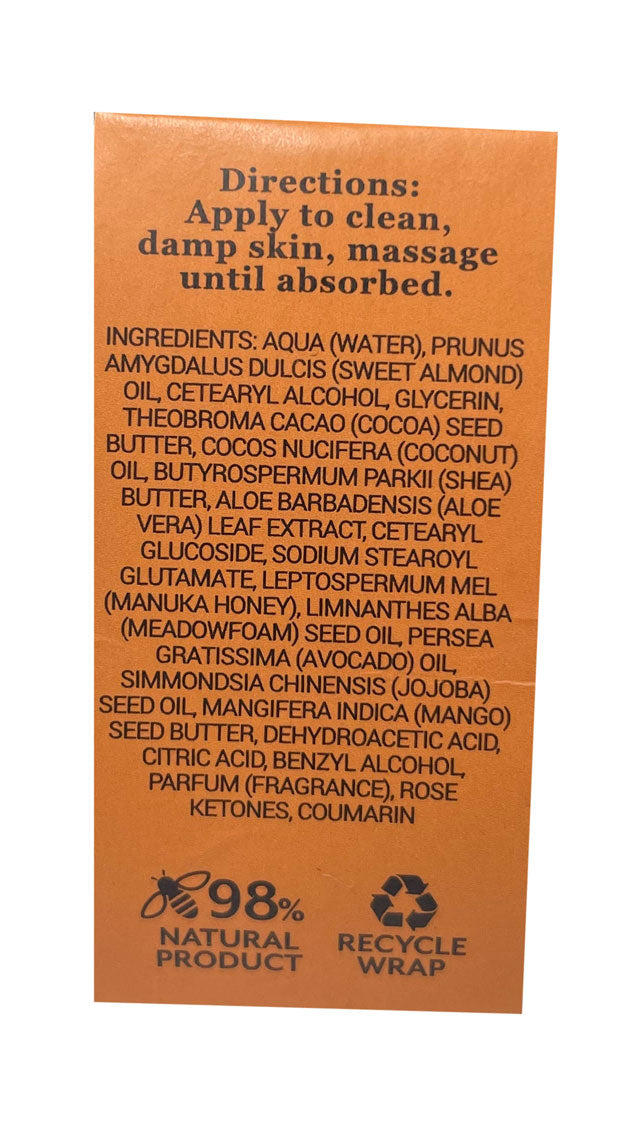 Directions:
Apply to clean,
damp skin, massage
until absorbed.
INGREDIENTS: AQUA (WATER), PRUNUS
AMYGDALUS DULCIS (SWEET ALMOND)
OIL, CETEARYL ALCOHOL, GLYCERIN,
THEOBROMA CACAO (COCOA) SEED
BUTTER, COCOS NUCIFERA (COCONUT)
OIL, BUTYROSPERMUM PARKII (SHEA)
BUTTER, ALOE BARBADENSIS (ALOE
VERA) LEAF EXTRACT, CETEARYL
GLUCOSIDE, SODIUM STEAROYL
GLUTAMATE, LEPTOSPERMUM MEL
(MANUKA HONEY), LIMNANTHES ALBA
(MEADOWFOAM) SEED OIL, PERSEA
GRATISSIMA (AVOCADO) OIL,
SIMMONDSIA CHINENSIS (JOJOBA)
SEED OIL, MANGIFERA INDICA (MANGO)
SEED BUTTER, DEHYDROACETIC ACID,
CITRIC ACID, BENZYL ALCOHOL,
PARFUM (FRAGRANCE), ROSE
KETONES, COUMARIN
98%
NATURAL
PRODUCT
RECYCLE
WRAP